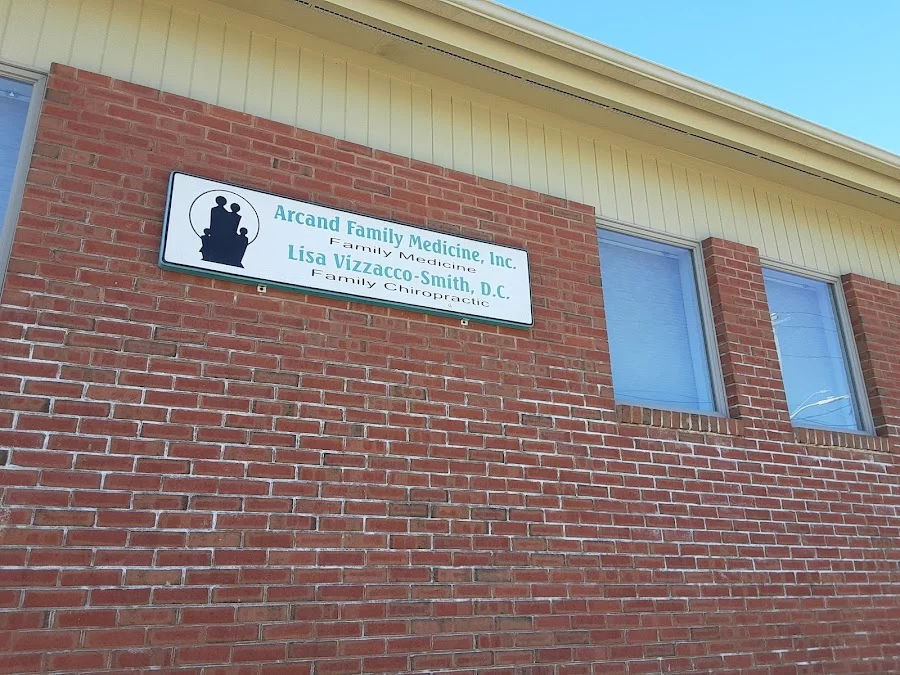 Arcand Family Medicine, Inc.
Family Medicine
Lisa Vizzacco-Smith, D.C.
Family Chiropractic